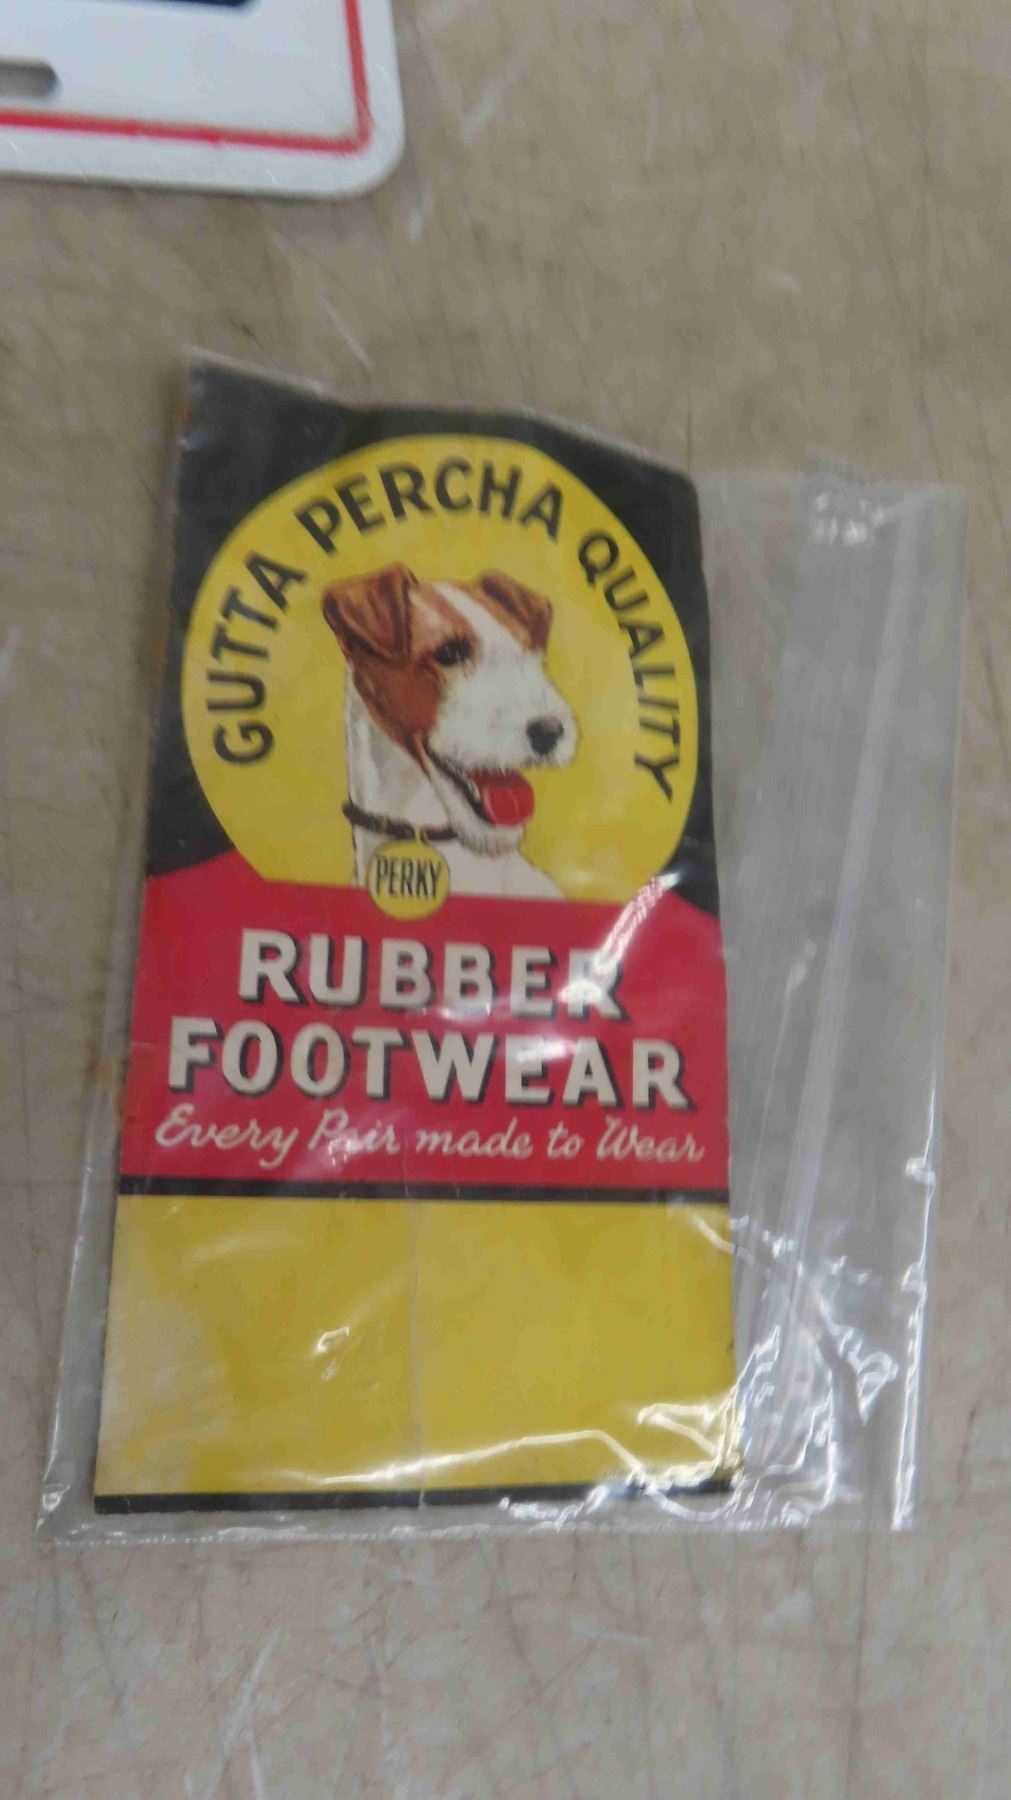 GUTTA PERCHA QUALITY
PERKY
RUBBER
FOOTWEAR
Every Pair made to Wear